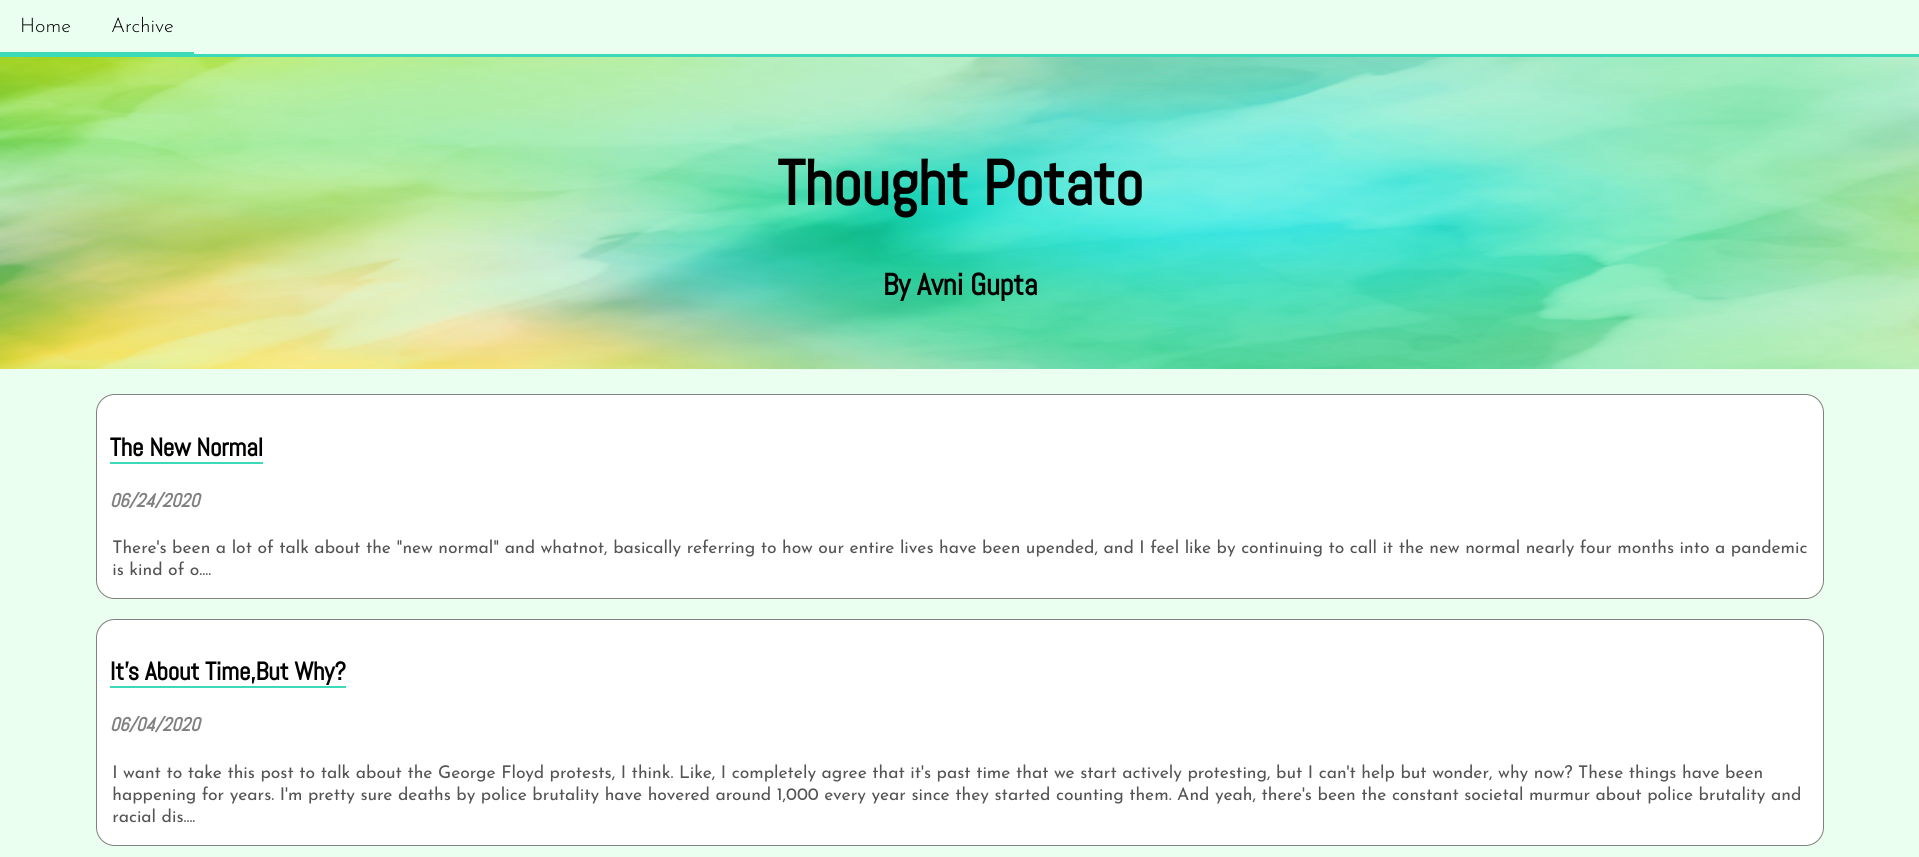 Home Archive
Thought Potato
By Avni Gupta
The New Normal
06/24/2020
There's been a lot of talk about the "new normal" and whatnot, basically referring to how our entire lives have been upended, and I feel like by continuing to call it the new normal nearly four months into a pandemic
is kind of o....
It's About Time,But Why?
06/04/2020
I want to take this post to talk about the George Floyd protests, I think. Like, I completely agree that it's past time that we start actively protesting, but I can't help but wonder, why now? These things have been
happening for years. I'm pretty sure deaths by police brutality have hovered around 1,000 every year since they started counting them. And yeah, there's been the constant societal murmur about police brutality and
racial dis....